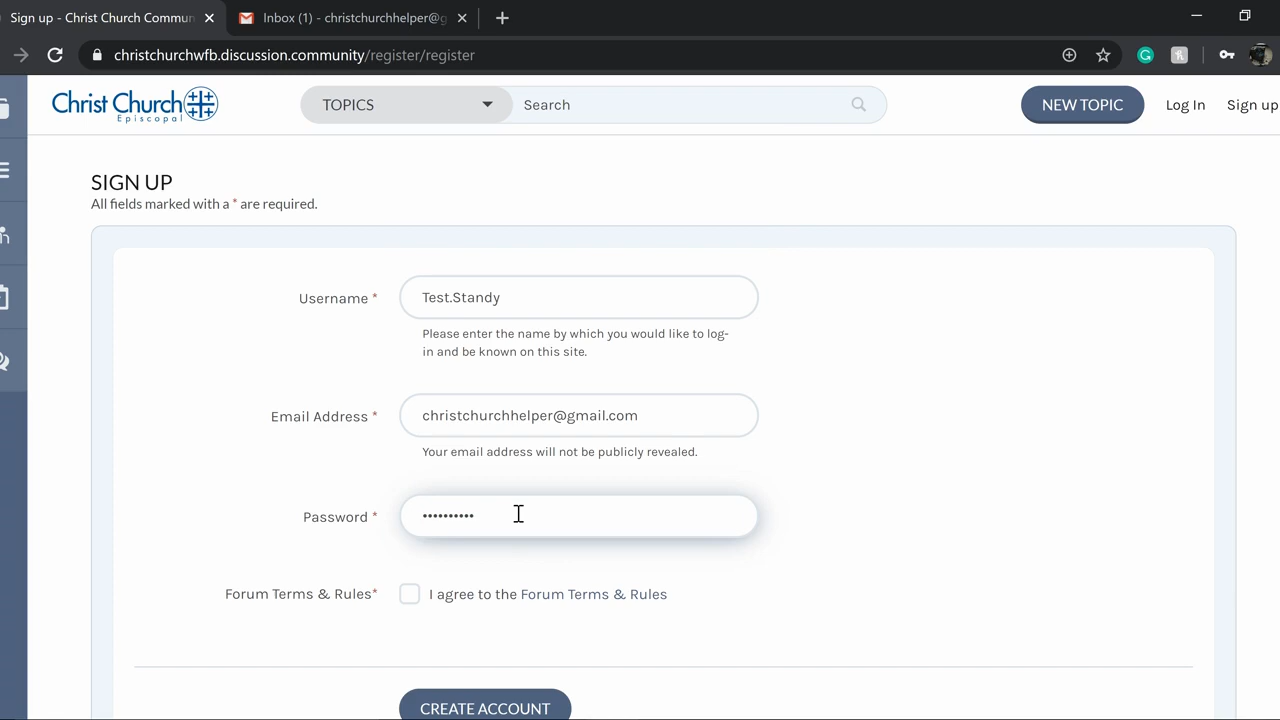 Sign up - Christ Church Commun
Inbox (1) - christchurchhelper@g
christchurchwfb.discussion.community/register/register
Christ Church
Episcopal
TOPICS
Search
NEW TOPIC
Log In
Sign up
SIGN UP
All fields marked with a * are required.
Username *
Test.Standy
Please enter the name by which you would like to log-
in and be known on this site.
Email Address *
christchurchhelper@gmail.com
Your email address will not be publicly revealed.
Password *
••••••••••
Forum Terms & Rules*
I agree to the Forum Terms & Rules
CREATE ACCOUNT